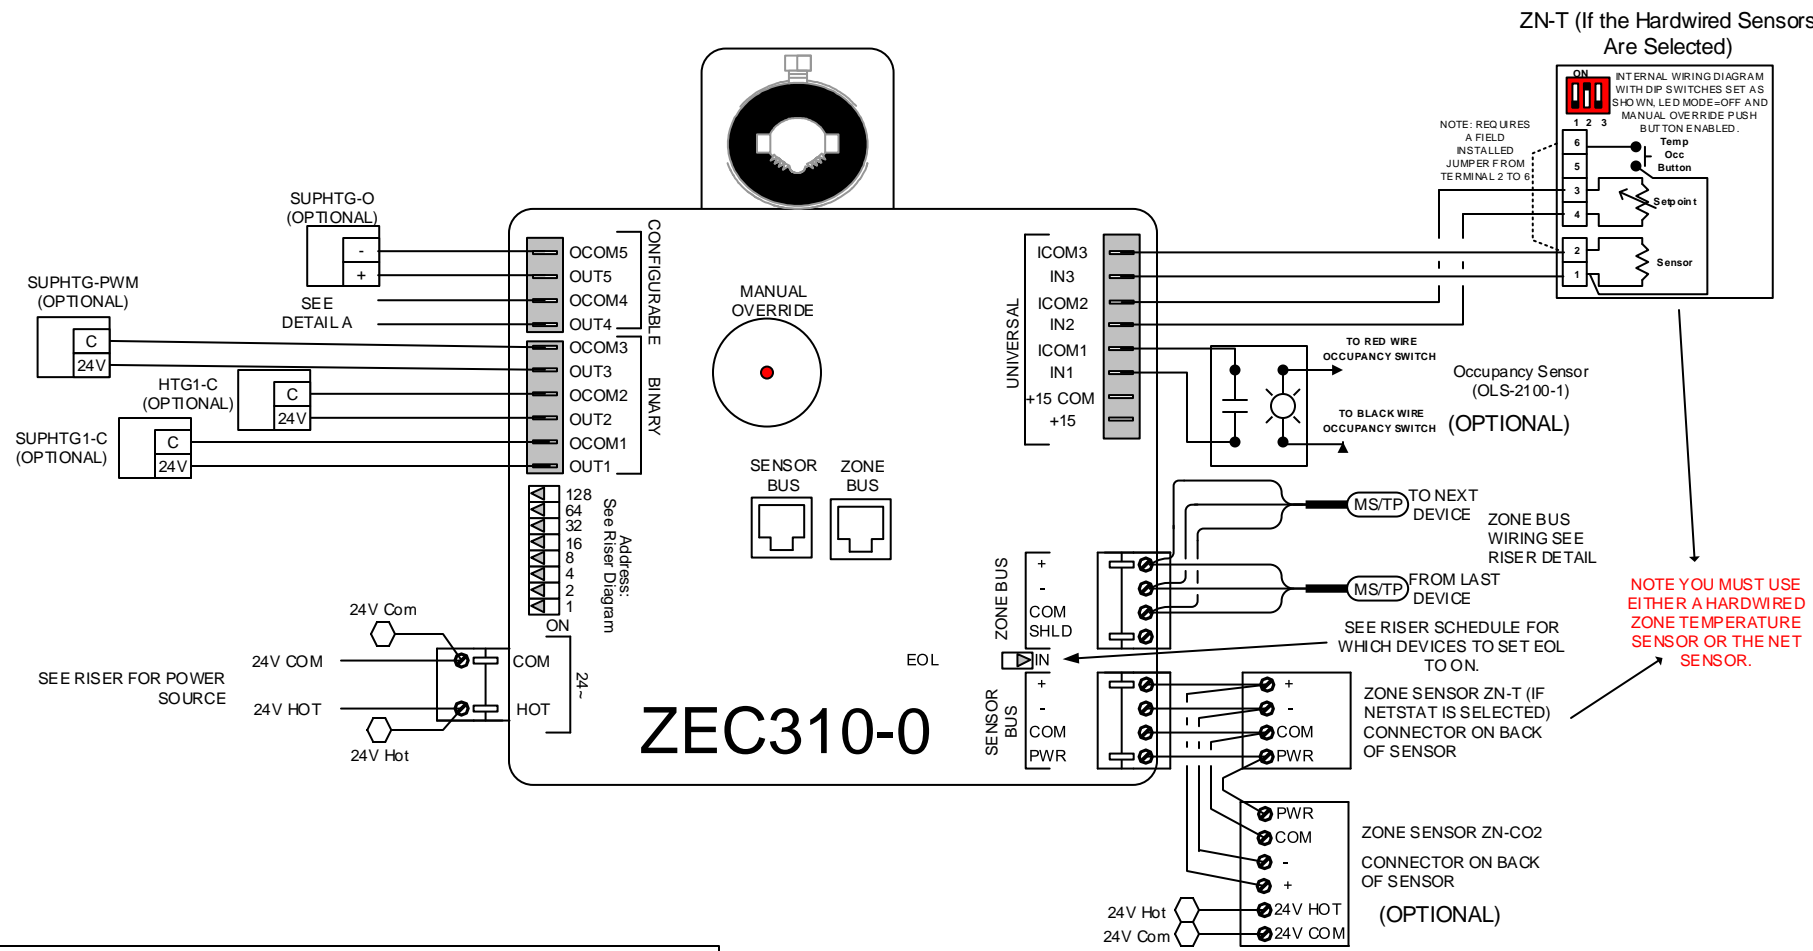 ZN-T (If the Hardwired Sensors
Are Selected)
ON
INTERNAL WIRING DIAGRAM
WITH DIP SWITCHES SET AS
SHOWN, LED MODE=OFF AND
MANUAL OVERRIDE PUSH
BUTTON ENABLED.
1 2 3
NOTE: REQUIRES
A FIELD
INSTALLED
JUMPER FROM
TERMINAL 2 TO 6
6
5
3
4
2
1
Temp
Occ
Button
Setpoint
Sensor
SUPHTG-O
(OPTIONAL)
-
+
SEE
DETAIL A
SUPHTG-PWM
(OPTIONAL)
C
24V
HTG1-C
(OPTIONAL)
C
24V
SUPHTG1-C
(OPTIONAL)
C
24V
OCOM5
OUT5
OCOM4
OUT4
OCOM3
OUT3
OCOM2
OUT2
OCOM1
OUT1
CONFIGURABLE
BINARY
MANUAL
OVERRIDE
UNIVERSAL
ICOM3
IN3
ICOM2
IN2
ICOM1
IN1
+15 COM
+15
TO RED WIRE
OCCUPANCY SWITCH
TO BLACK WIRE
OCCUPANCY SWITCH
Occupancy Sensor
(OLS-2100-1)
(OPTIONAL)
SENSOR
BUS
ZONE
BUS
128
64
32
16
8
4
2
1
ON
Address:
See Riser Diagram
24V Com
24V COM
SEE RISER FOR POWER
SOURCE
24V HOT
24V Hot
COM
HOT
24~
ZEC310-0
EOL
IN
ZONE BUS
+
-
COM
SHLD
SENSOR
BUS
+
-
COM
PWR
MS/TP
TO NEXT
DEVICE
MS/TP
FROM LAST
DEVICE
ZONE BUS
WIRING SEE
RISER DETAIL
SEE RISER SCHEDULE FOR
WHICH DEVICES TO SET EOL
TO ON.
NOTE YOU MUST USE
EITHER A HARDWIRED
ZONE TEMPERATURE
SENSOR OR THE NET
SENSOR.
+
-
COM
PWR
ZONE SENSOR ZN-T (IF
NETSTAT IS SELECTED)
CONNECTOR ON BACK
OF SENSOR
PWR
COM
-
+
24V HOT
24V COM
ZONE SENSOR ZN-CO2
CONNECTOR ON BACK
OF SENSOR
(OPTIONAL)
24V Hot
24V Com